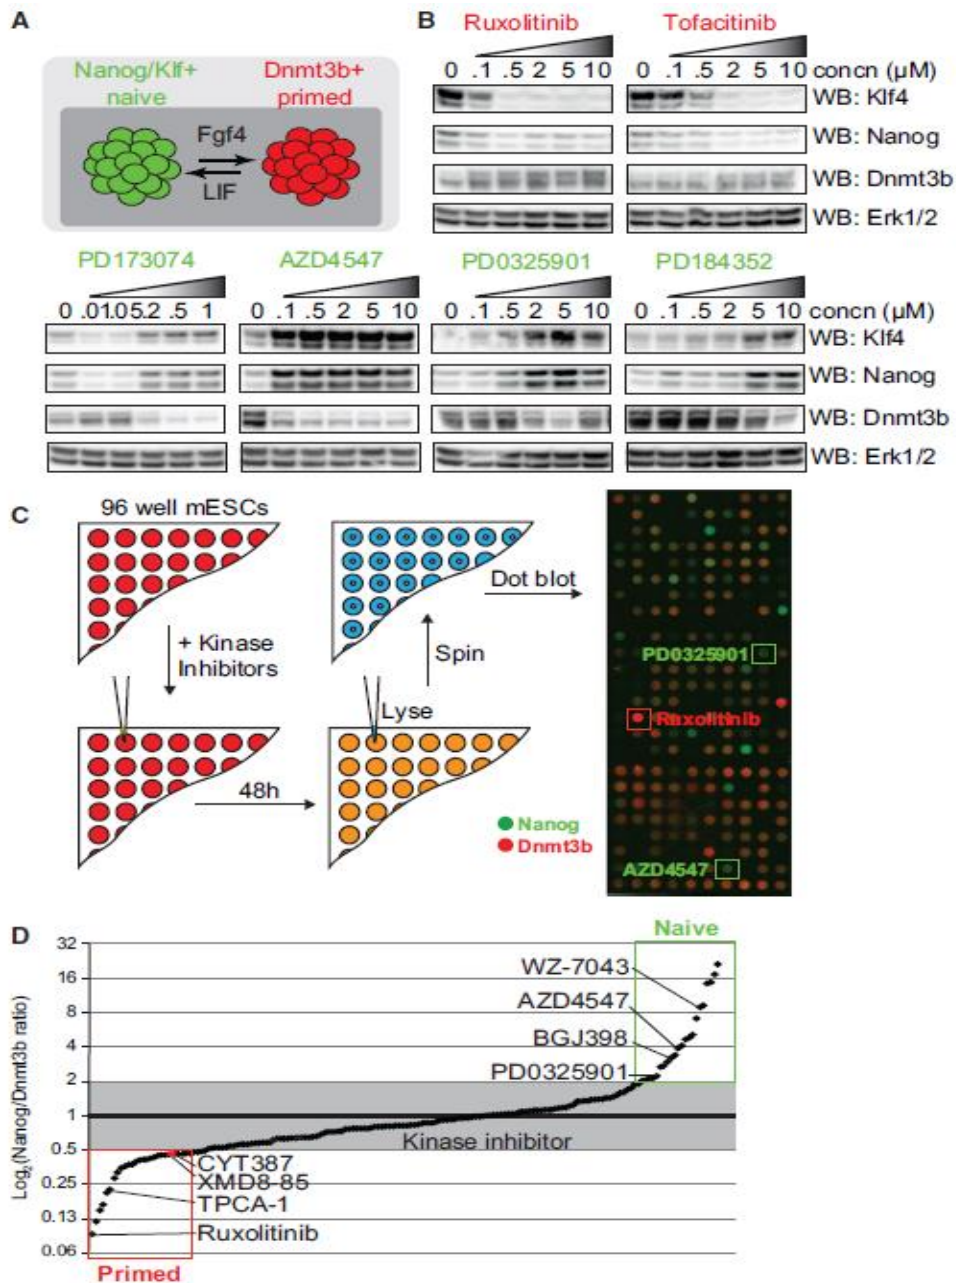 A
Nanog/Klf+
naive
Dnmt3b+
primed
Fgf4
LIF
B
Ruxolitinib
Tofacitinib
0 .1 .5 2 5 10
0 .1 .5 2 5 10
concn (µM)
WB: Klf4
WB: Nanog
WB: Dnmt3b
WB: Erk1/2
PD173074
AZD4547
PD0325901
PD184352
0 .01.05.2 .5 1
0 .1 .5 2 5 10
0 .1 .5 2 5 10
0 .1 .5 2 5 10
concn (µM)
WB: Klf4
WB: Nanog
WB: Dnmt3b
WB: Erk1/2
C
96 well mESCs
+ Kinase
Inhibitors
48h
Lyse
Spin
Dot blot
Nanog
Dnmt3b
PD0325901
Ruxolitinib
AZD4547
D
Log2(Nanog/Dnmt3b ratio)
32
16
8
4
2
1
0.5
0.25
0.13
0.06
Naive
WZ-7043
AZD4547
BGJ398
PD0325901
Kinase inhibitor
CYT387
XMD8-85
TPCA-1
Ruxolitinib
Primed